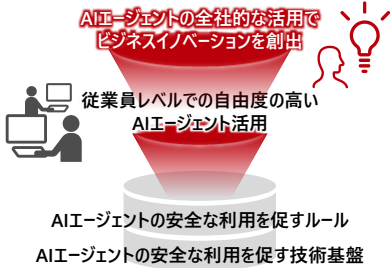 AIエージェントの全社的な活用で
ビジネスイノベーションを創出
従業員レベルでの自由度の高い
AIエージェント活用
AIエージェントの安全な利用を促すルール
AIエージェントの安全な利用を促す技術基盤